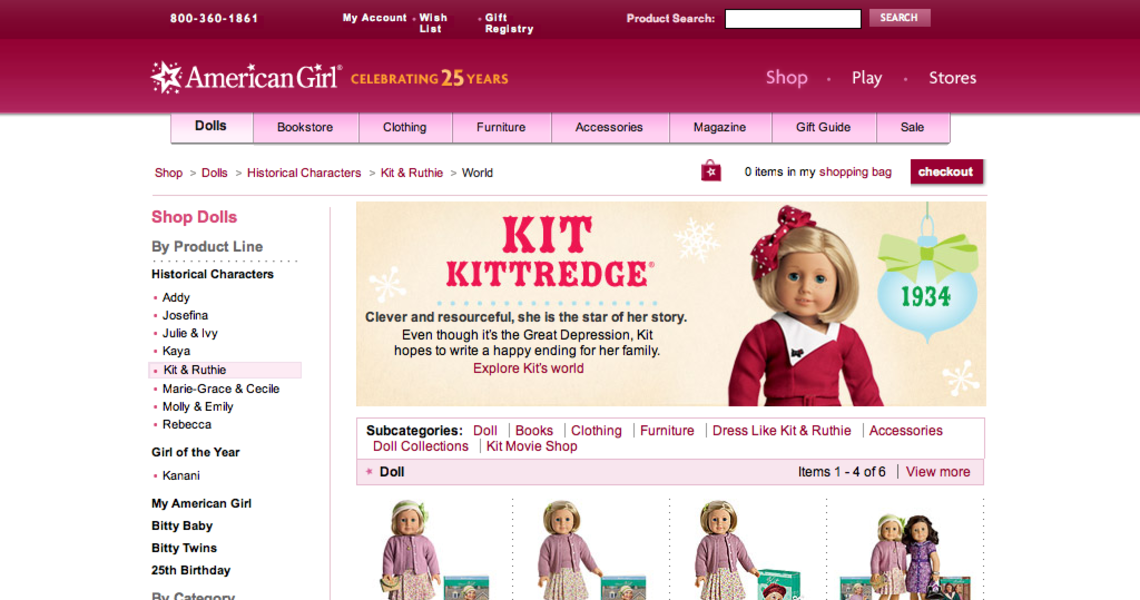 800-360-1861
My Account
Wish List
Gift Registry
Product Search:
SEARCH
American Girl® CELEBRATING 25 YEARS
Shop Play Stores
Dolls Bookstore Clothing Furniture Accessories Magazine Gift Guide Sale
Shop > Dolls > Historical Characters > Kit & Ruthie > World
0 items in my shopping bag
checkout
Shop Dolls
By Product Line
Historical Characters
Addy
Josefina
Julie & Ivy
Kaya
Kit & Ruthie
Marie-Grace & Cecile
Molly & Emily
Rebecca
Girl of the Year
Kanani
My American Girl
Bitty Baby
Bitty Twins
25th Birthday
By Category
KIT
KITTREDGE®
Clever and resourceful, she is the star of her story.
Even though it's the Great Depression, Kit
hopes to write a happy ending for her family.
Explore Kit's world
1934
Subcategories: Doll | Books | Clothing | Furniture | Dress Like Kit & Ruthie | Accessories
Doll Collections | Kit Movie Shop
Doll
Items 1 - 4 of 6 | View more